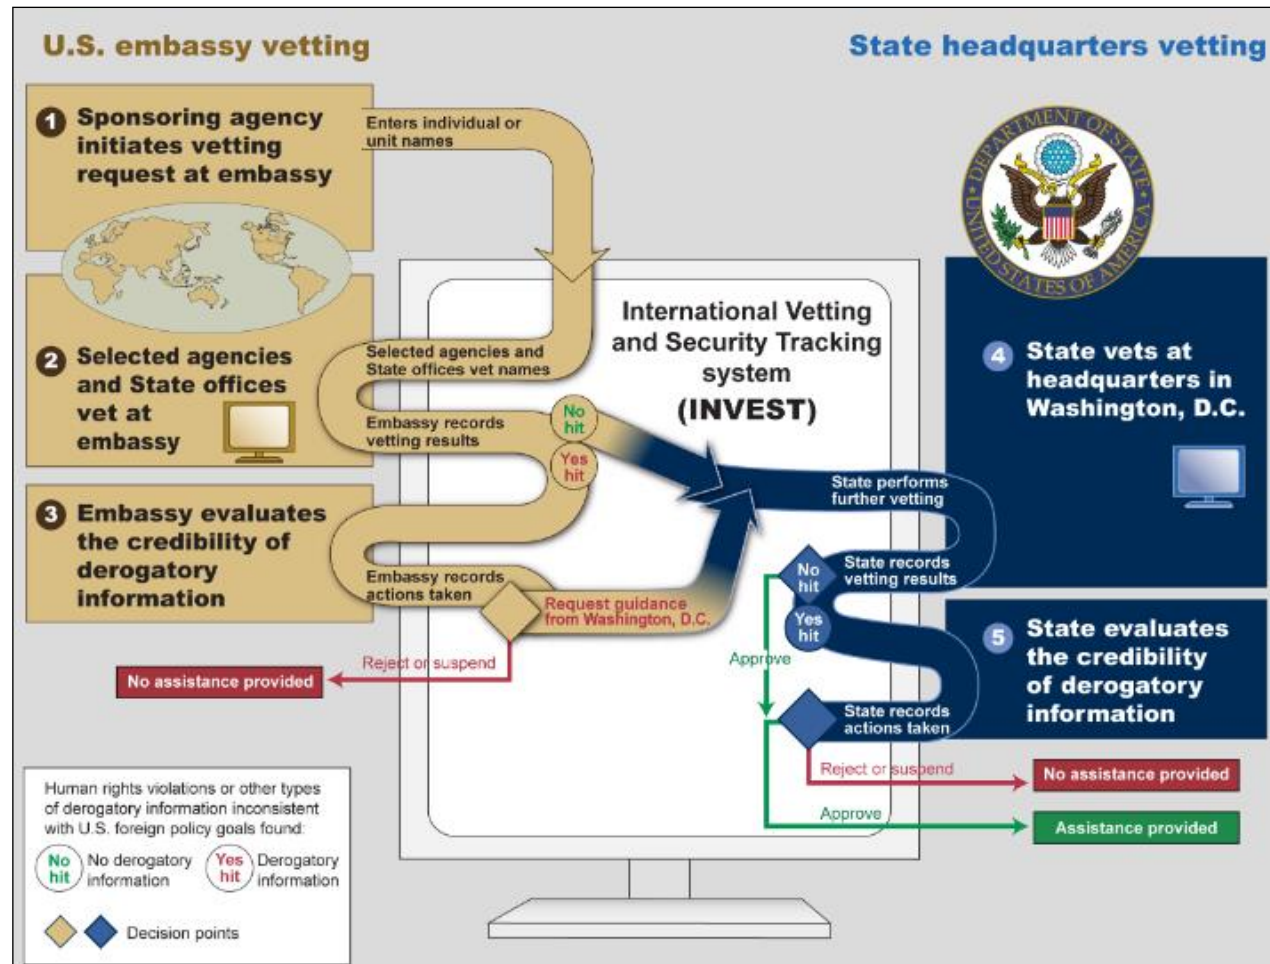 U.S. embassy vetting
State headquarters vetting
1 Sponsoring agency
initiates vetting
request at embassy
Enters individual or
unit names
DEPARTMENT OF STATE
UNITED STATES OF AMERICA
International Vetting
and Security Tracking
system
(INVEST)
2 Selected agencies
and State offices
vet at
embassy
Selected agencies and
State offices vet names
Embassy records
vetting results
No
hit
Yes
hit
4 State vets at
headquarters in
Washington, D.C.
State performs
further vetting
3 Embassy evaluates
the credibility of
derogatory
information
Embassy records
actions taken
Request guidance
from Washington, D.C.
Reject or suspend
No assistance provided
No
hit
State records
vetting results
Yes
hit
Approve
5 State evaluates
the credibility
of derogatory
information
State records
actions taken
Reject or suspend
No assistance provided
Approve
Assistance provided
Human rights violations or other types
of derogatory information inconsistent
with U.S. foreign policy goals found:
No
hit
No derogatory
information
Yes
hit
Derogatory
information
Decision points